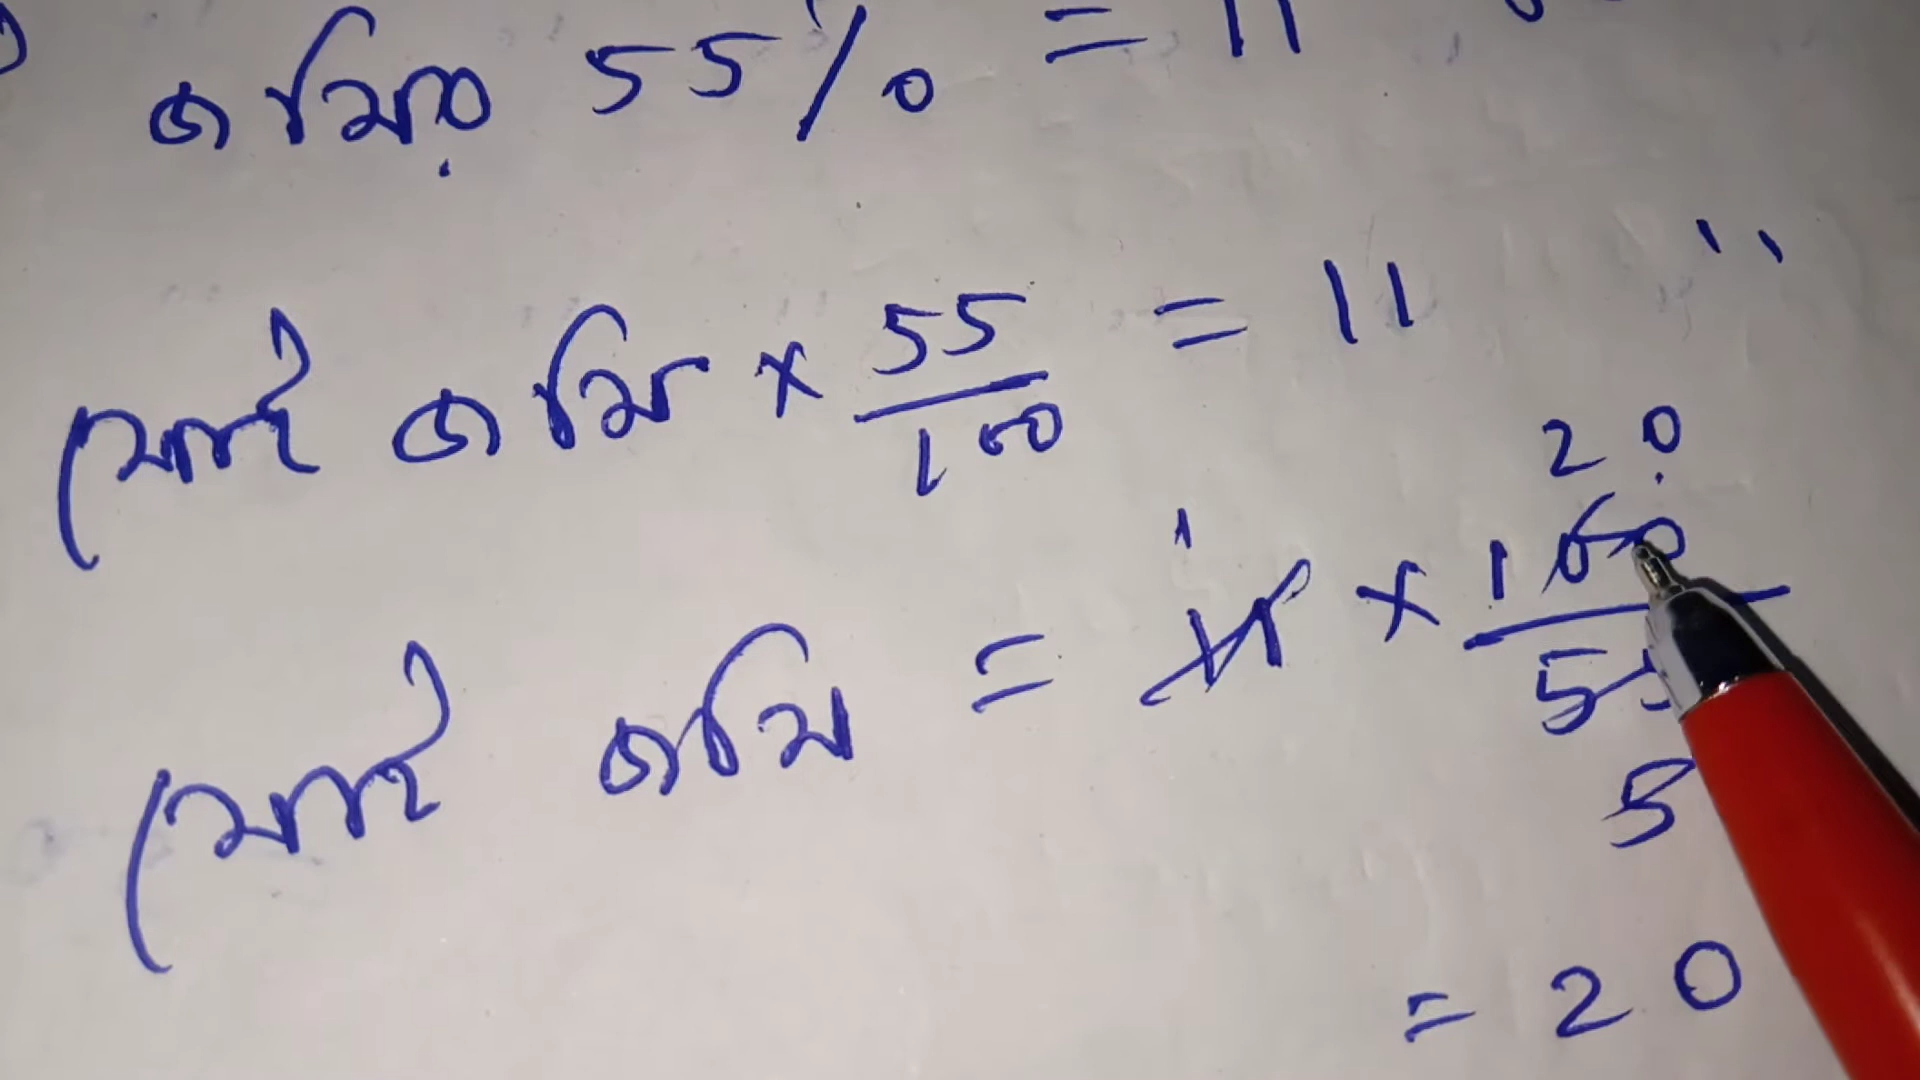 জমির 55% = 11
মোট জমি × 55/100 = 11 "
মোট জমি = 11 × 100/55
1 20
5
= 20